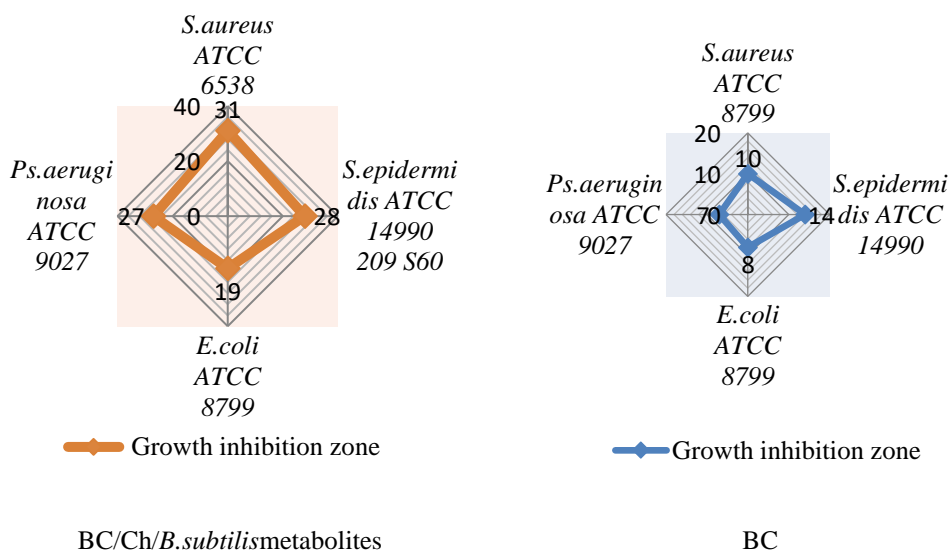 S.aureus
ATCC
6538
40
31
20
Ps.aerugi
nosa
ATCC
9027
27
0
28
S.epidermi
dis ATCC
14990
209 S60
19
E.coli
ATCC
8799
Growth inhibition zone
BC/Ch/B.subtilismetabolites
S.aureus
ATCC
8799
20
10
10
Ps.aerugin
osa ATCC
9027
7
0
14
S.epidermi
dis ATCC
14990
8
E.coli
ATCC
8799
Growth inhibition zone
BC